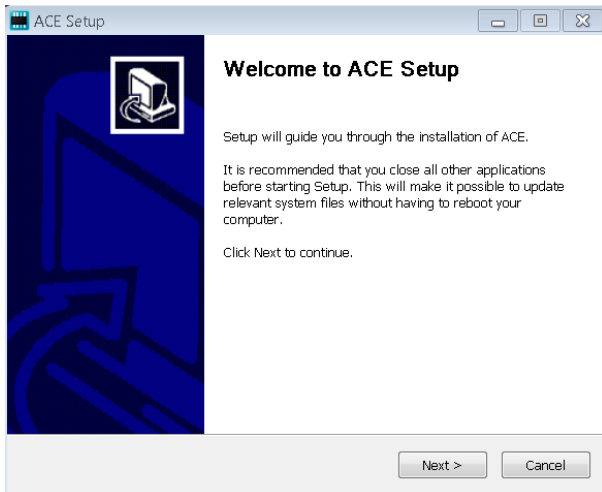 ACE Setup
Welcome to ACE Setup
Setup will guide you through the installation of ACE.
It is recommended that you close all other applications
before starting Setup. This will make it possible to update
relevant system files without having to reboot your
computer.
Click Next to continue.
Next >
Cancel